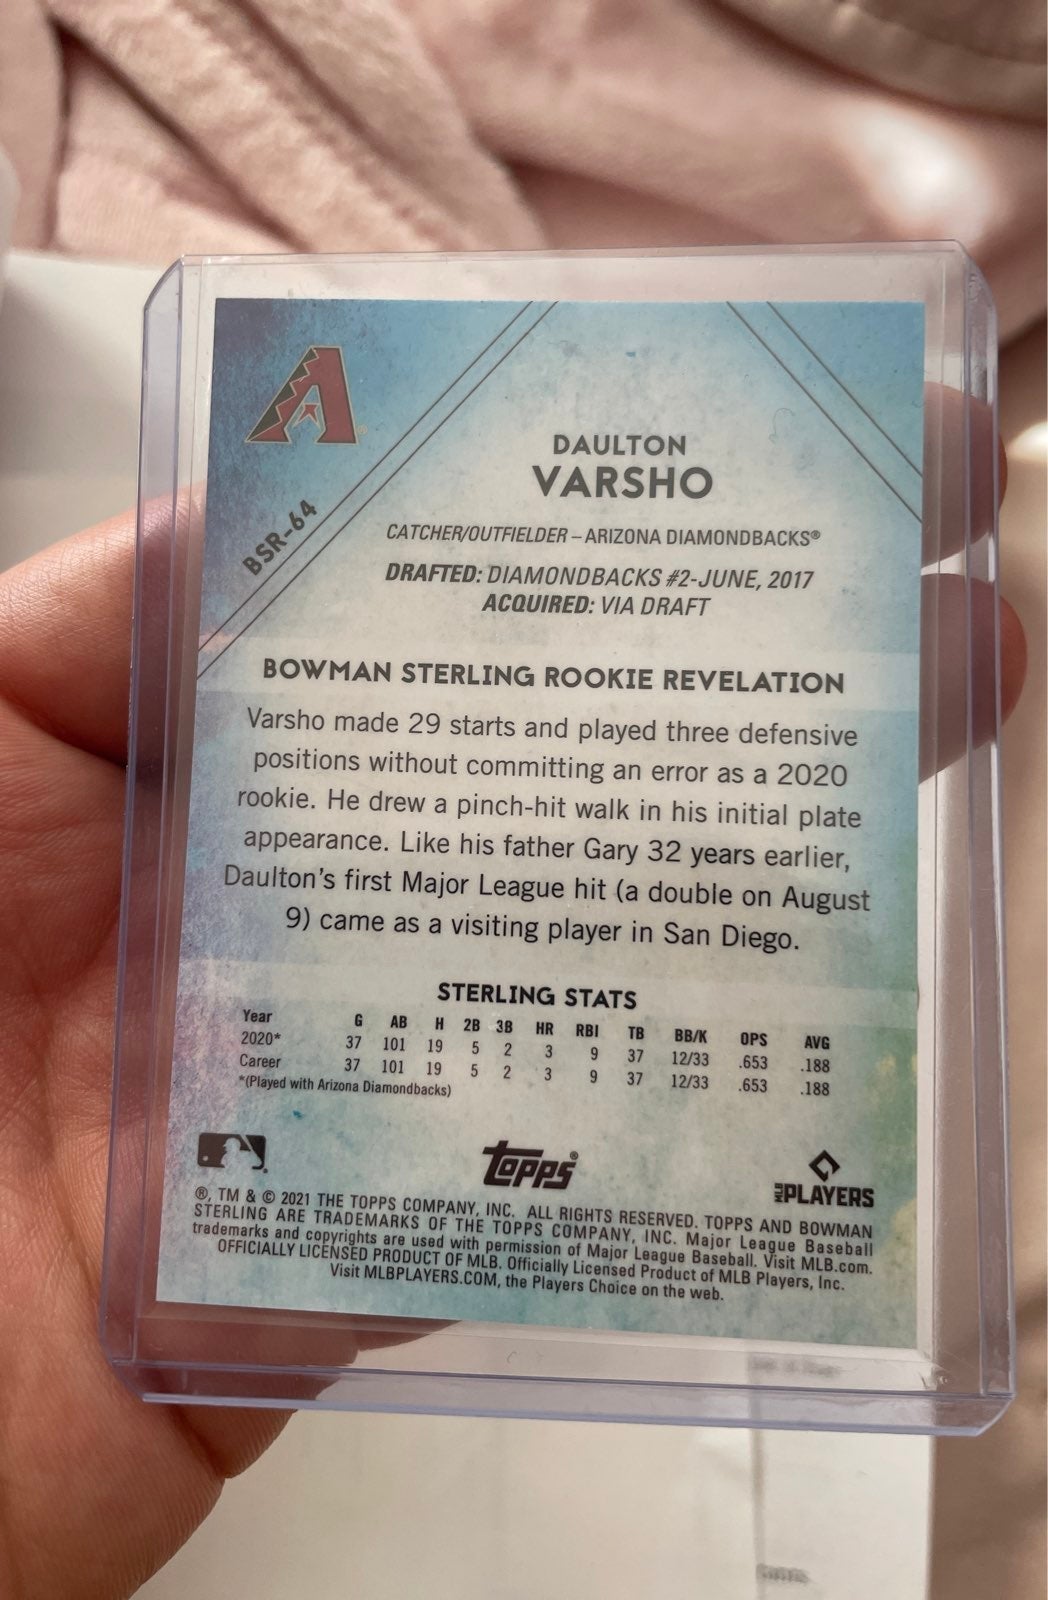 DAULTON
VARSHO
BSR-64
CATCHER/OUTFIELDER – ARIZONA DIAMONDBACKS®
DRAFTED: DIAMONDBACKS #2-JUNE, 2017
ACQUIRED: VIA DRAFT
BOWMAN STERLING ROOKIE REVELATION
Varsho made 29 starts and played three defensive
positions without committing an error as a 2020
rookie. He drew a pinch-hit walk in his initial plate
appearance. Like his father Gary 32 years earlier,
Daulton's first Major League hit (a double on August
9) came as a visiting player in San Diego.
STERLING STATS
Year G AB H 2B 3B HR RBI TB BB/K OPS AVG
2020* 37 101 19 5 2 3 9 37 12/33 .653 .188
Career 37 101 19 5 2 3 9 37 12/33 .653 .188
*(Played with Arizona Diamondbacks)
Topps®
MLB PLAYERS
®, TM & © 2021 THE TOPPS COMPANY, INC. ALL RIGHTS RESERVED. TOPPS AND BOWMAN
STERLING ARE TRADEMARKS OF THE TOPPS COMPANY, INC. Major League Baseball
trademarks and copyrights are used with permission of Major League Baseball. Visit MLB.com.
OFFICIALLY LICENSED PRODUCT OF MLB. Officially Licensed Product of MLB Players, Inc.
Visit MLBPLAYERS.COM, the Players Choice on the web.